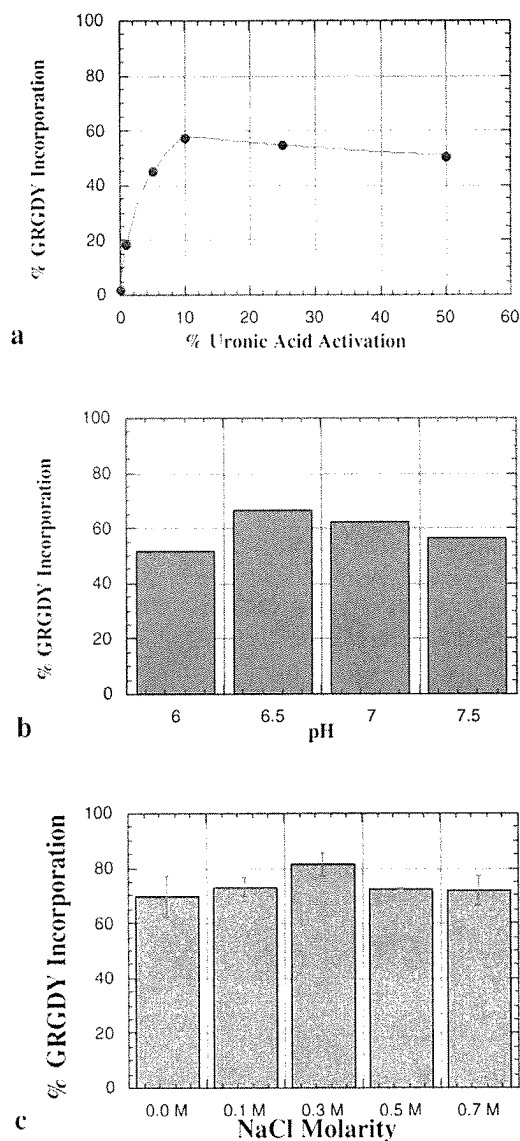 100
80
60
40
20
0
% GRGDY Incorporation
0 10 20 30 40 50 60
% Uronic Acid Activation
a
100
80
60
40
20
0
% GRGDY Incorporation
6 6.5 7 7.5
pH
b
100
80
60
40
20
0
% GRGDY Incorporation
0.0 M 0.1 M 0.3 M 0.5 M 0.7 M
NaCl Molarity
c